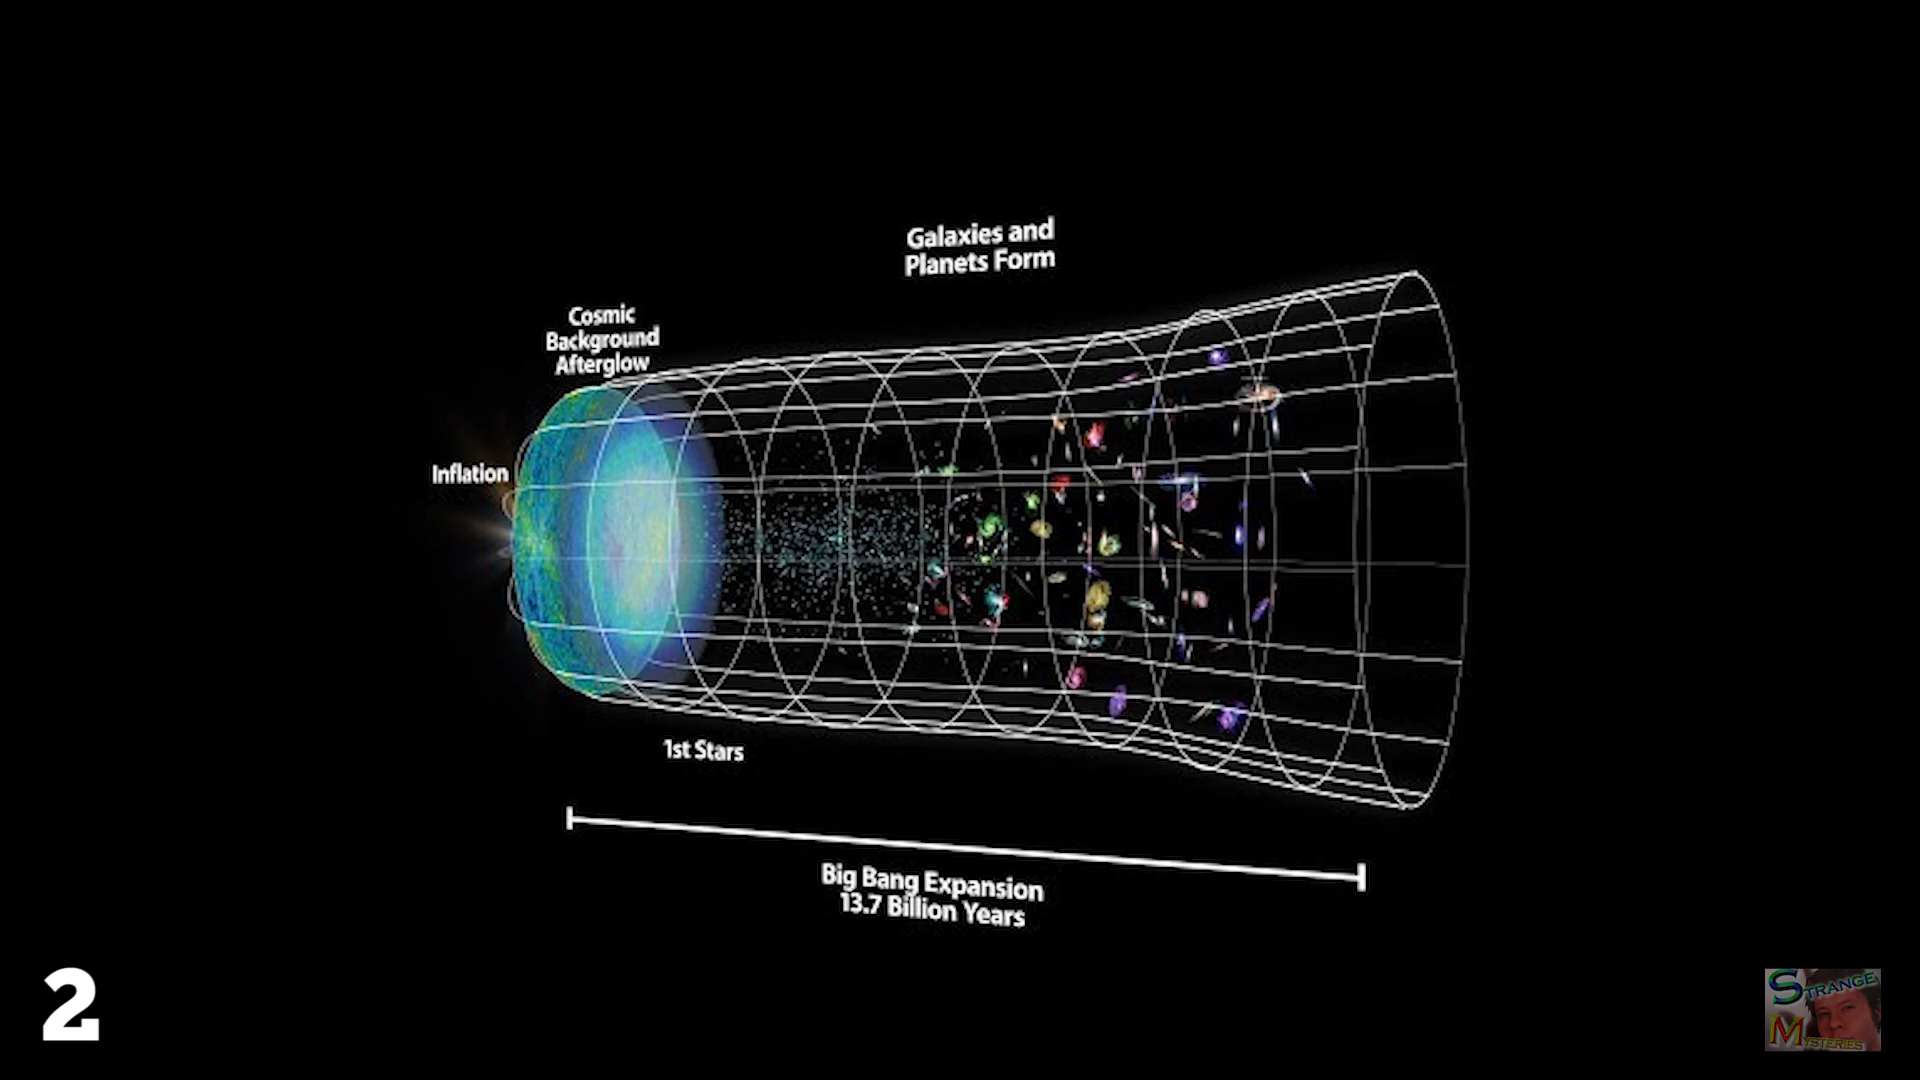 Galaxies and
Planets Form
Cosmic
Background
Afterglow
Inflation
1st Stars
Big Bang Expansion
13.7 Billion Years
2
STRANGE
MYSTERIES